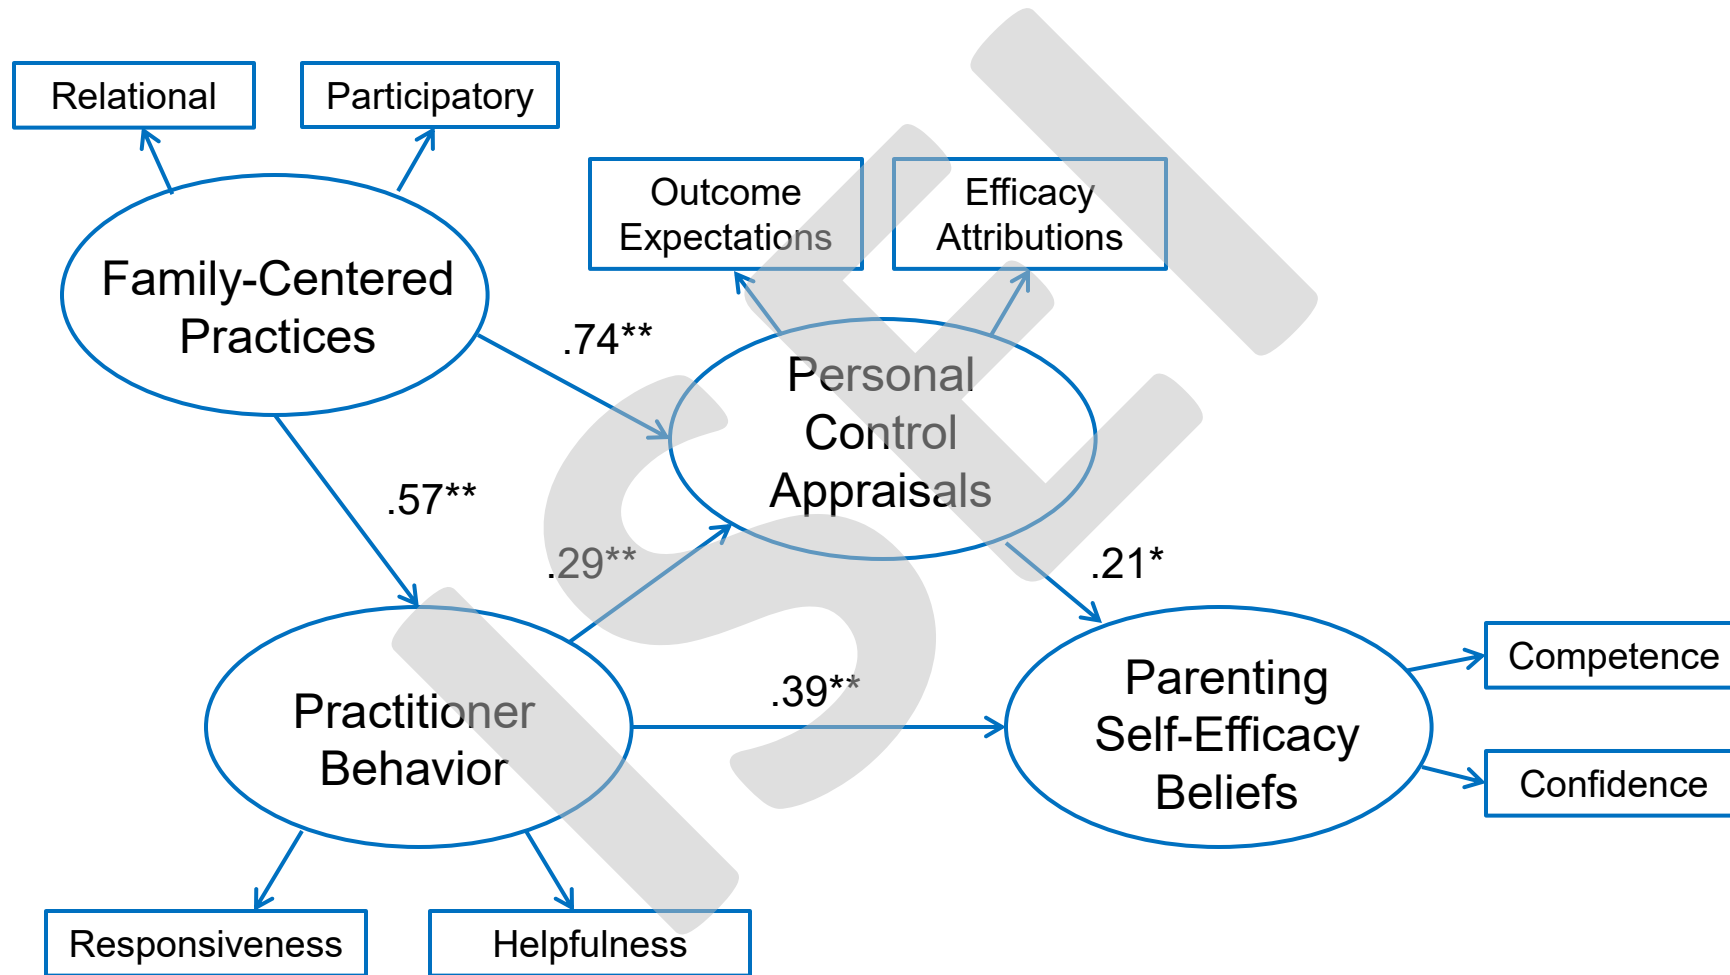 Relational
Participatory
Outcome
Expectations
Efficacy
Attributions
Family-Centered
Practices
.74**
Personal
Control
Appraisals
.57**
.29**
.21*
Practitioner
Behavior
.39**
Parenting
Self-Efficacy
Beliefs
Competence
Confidence
Responsiveness
Helpfulness
ISEI